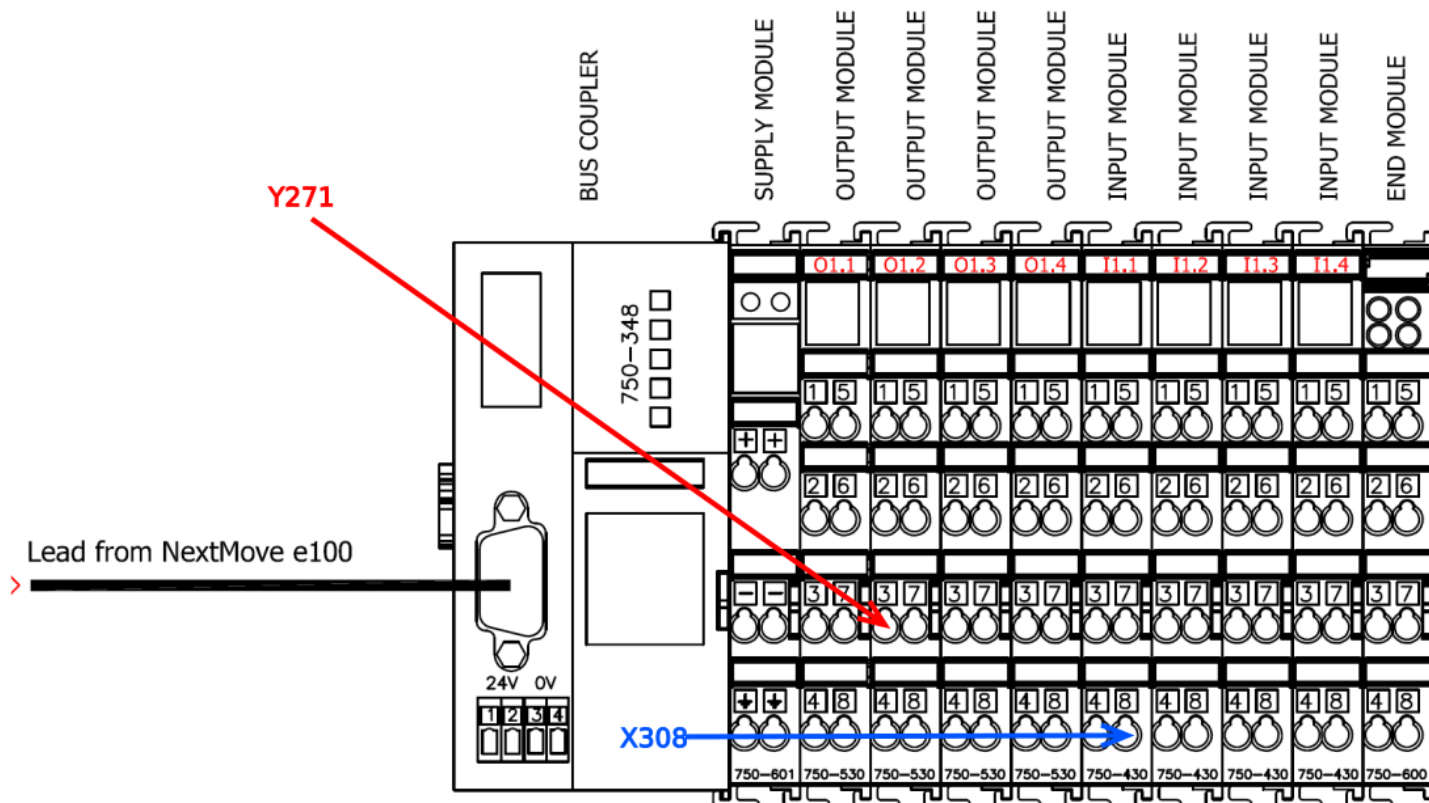 BUS COUPLER
SUPPLY MODULE
OUTPUT MODULE
OUTPUT MODULE
OUTPUT MODULE
OUTPUT MODULE
INPUT MODULE
INPUT MODULE
INPUT MODULE
INPUT MODULE
END MODULE
Y271
O1.1 O1.2 O1.3 O1.4 I1.1 I1.2 I1.3 I1.4
750-348
1 5 1 5 1 5 1 5 1 5 1 5 1 5 1 5 1 5
+ +
2 6 2 6 2 6 2 6 2 6 2 6 2 6 2 6 2 6
Lead from NextMove e100
- - 3 7 3 7 3 7 3 7 3 7 3 7 3 7 3 7 3 7
24V 0V
1 2 3 4
4 8 4 8 4 8 4 8 4 8 4 8 4 8 4 8 4 8
X308
750-601 750-530 750-530 750-530 750-530 750-430 750-430 750-430 750-430 750-600